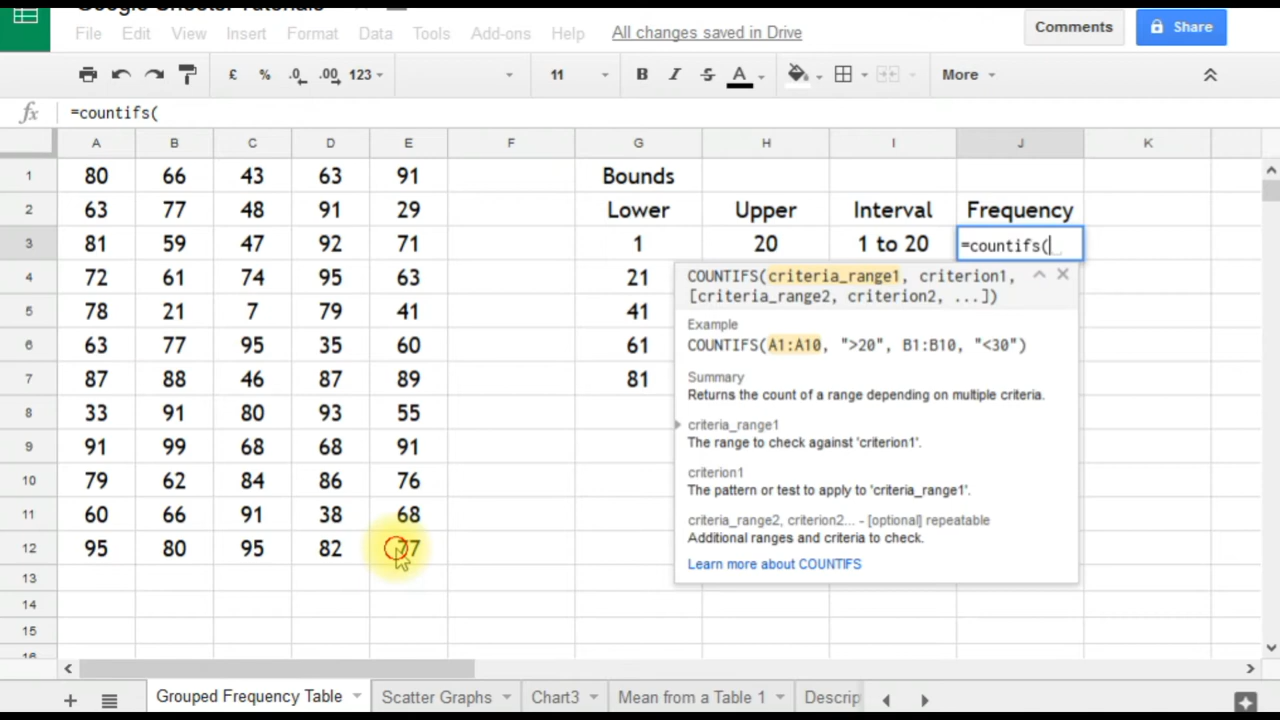 Google Sheets: Tutorials
File Edit View Insert Format Data Tools Add-ons Help All changes saved in Drive
Comments Share
£ % .0 .00 123 11 B I S A More
fx =countifs(
A B C D E F G H I J K
1 80 66 43 63 91 Bounds
2 63 77 48 91 29 Lower Upper Interval Frequency
3 81 59 47 92 71 1 20 1 to 20 =countifs(
4 72 61 74 95 63 21
5 78 21 7 79 41 41
6 63 77 95 35 60 61
7 87 88 46 87 89 81
8 33 91 80 93 55
9 91 99 68 68 91
10 79 62 84 86 76
11 60 66 91 38 68
12 95 80 95 82 77
13
14
15
16
COUNTIFS(criteria_range1, criterion1,
[criteria_range2, criterion2, ...])
Example
COUNTIFS(A1:A10, ">20", B1:B10, "<30")
Summary
Returns the count of a range depending on multiple criteria.
criteria_range1
The range to check against 'criterion1'.
criterion1
The pattern or test to apply to 'criteria_range1'.
criteria_range2, criterion2... - [optional] repeatable
Additional ranges and criteria to check.
Learn more about COUNTIFS
Grouped Frequency Table Scatter Graphs Chart3 Mean from a Table 1 Descrip